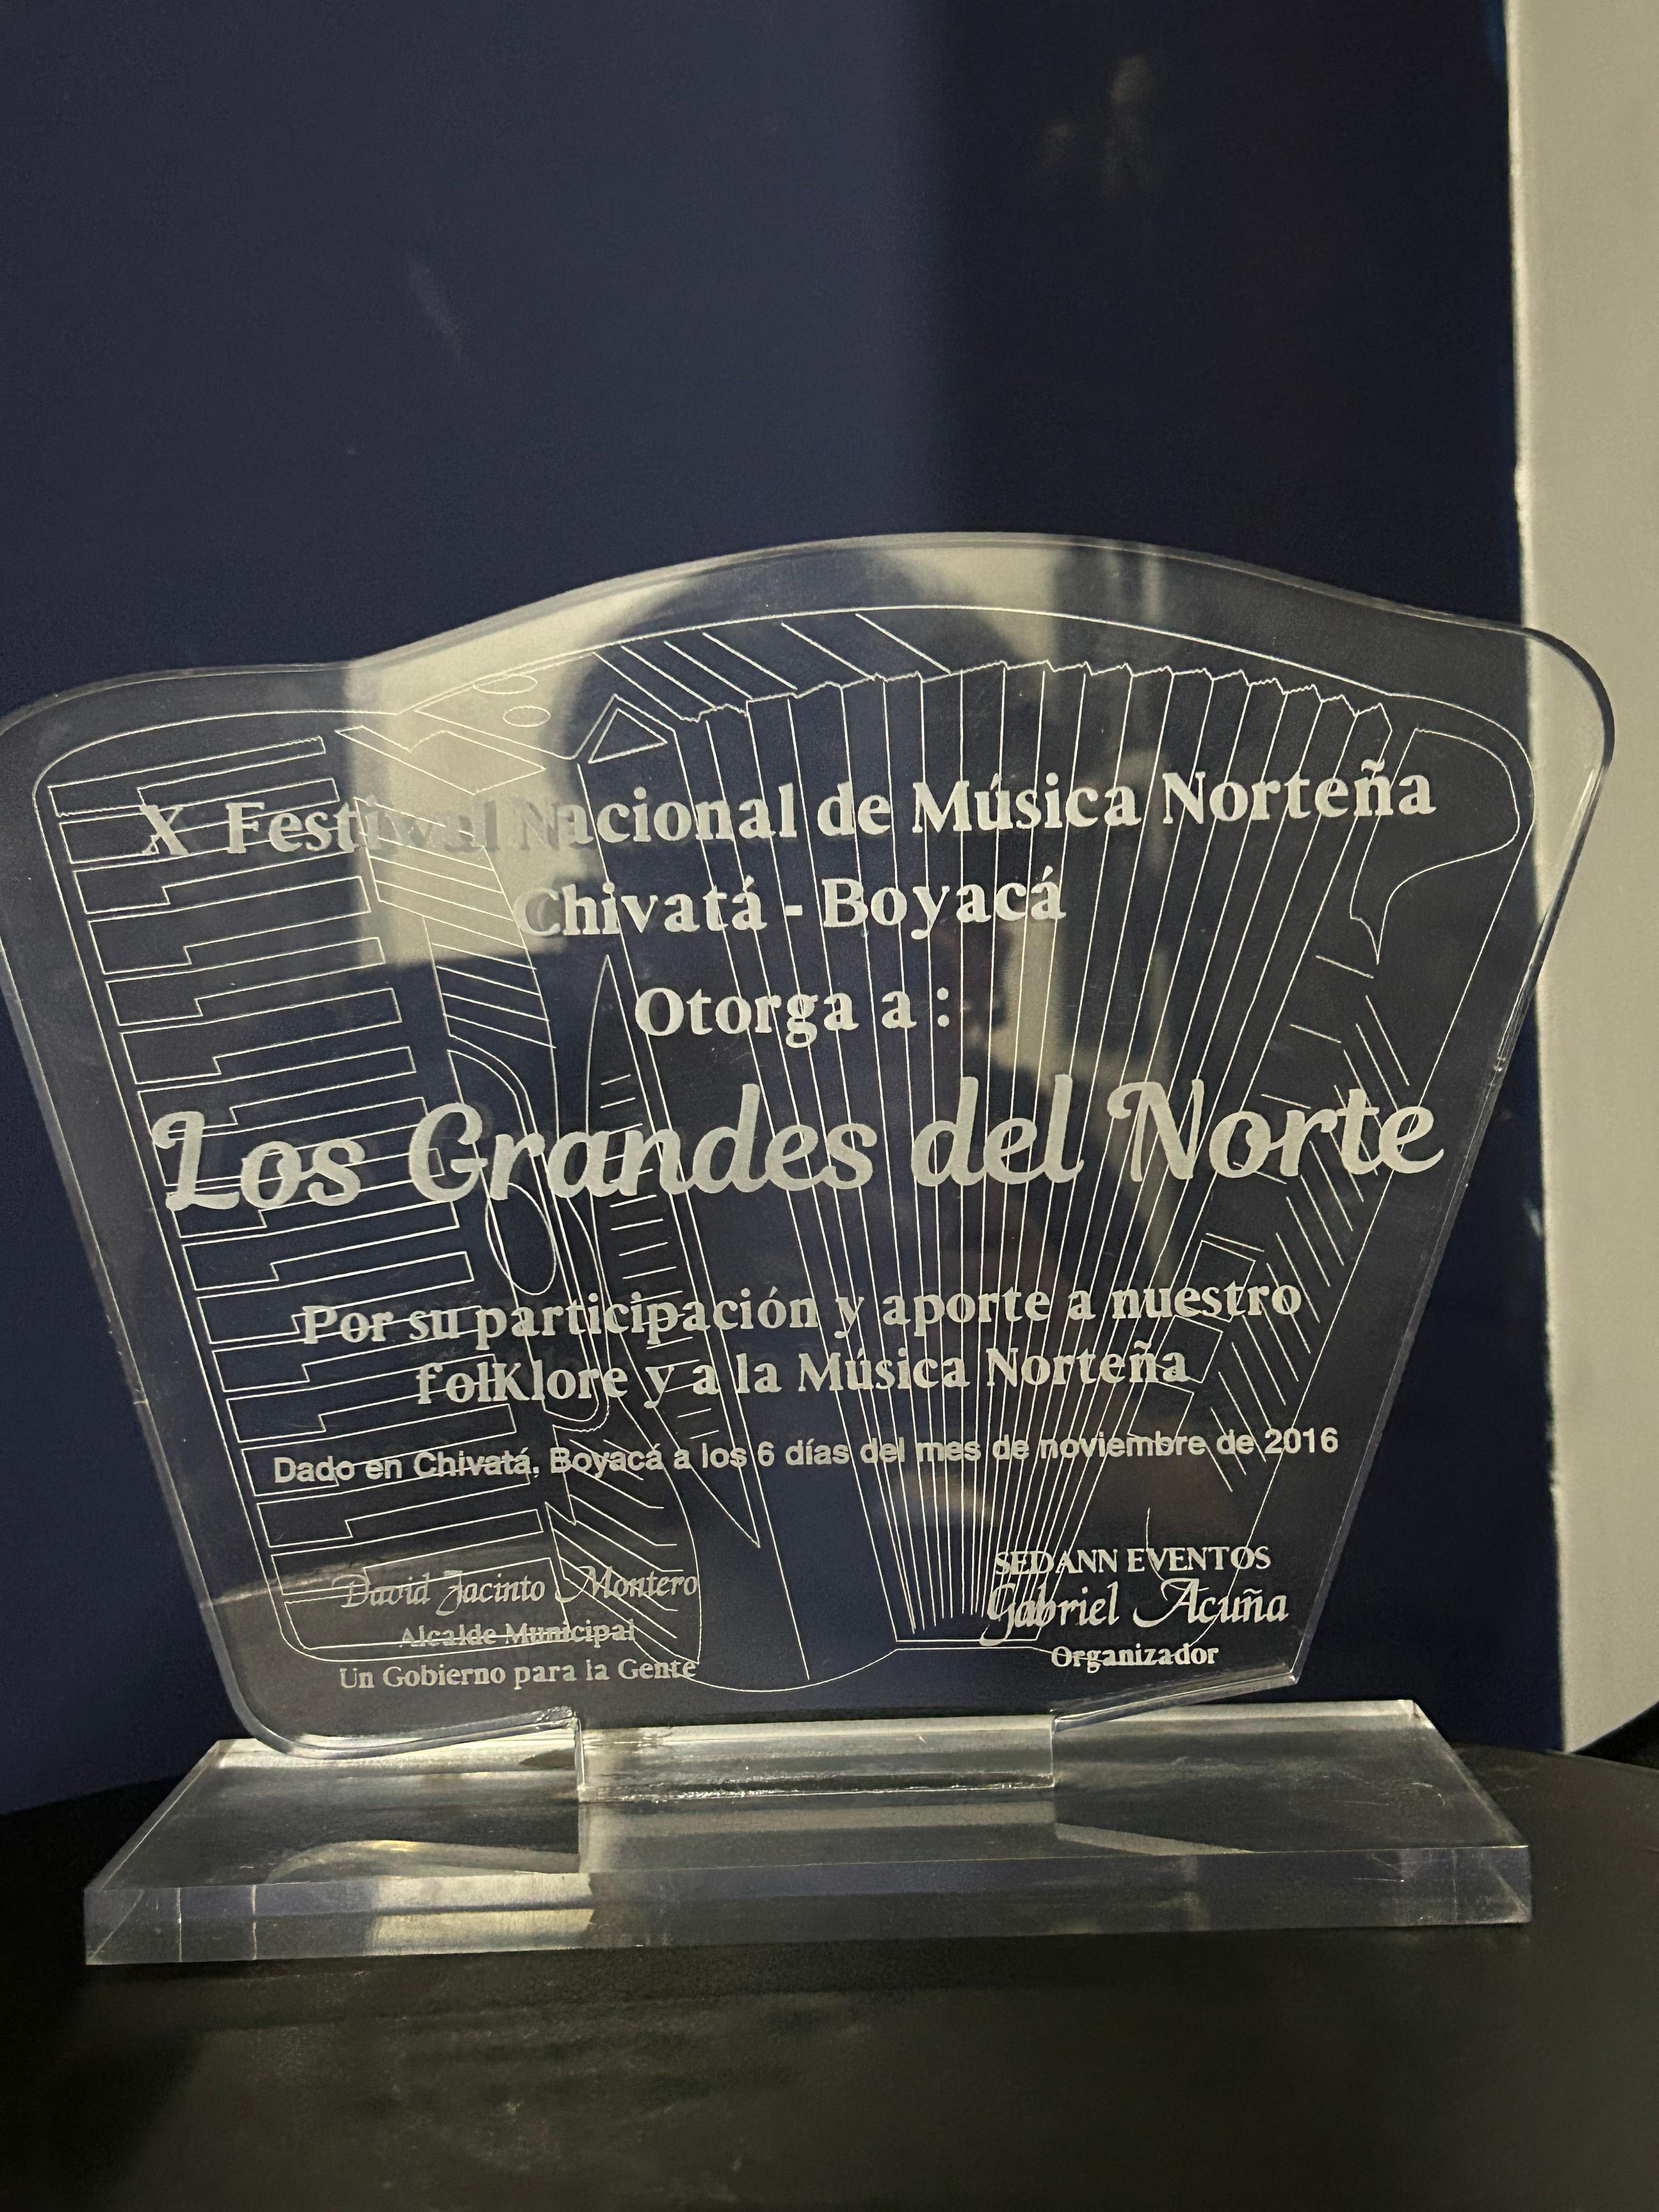 X Festival Nacional de Música Norteña
Chivatá - Boyacá
Otorga a :
Los Grandes del Norte
Por su participación y aporte a nuestro
folKlore y a la Música Norteña
Dado en Chivatá, Boyacá a los 6 días del mes de noviembre de 2016
David Jacinto Montero
Alcalde Municipal
Un Gobierno para la Gente
SEDANN EVENTOS
Gabriel Acuña
Organizador